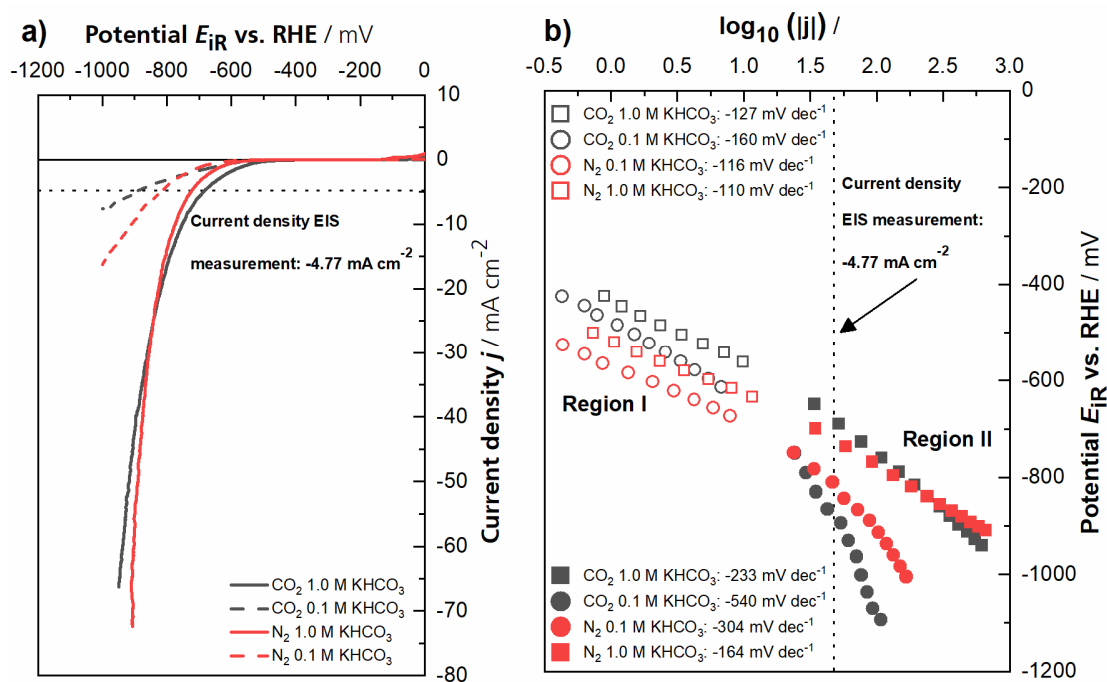 a)
Potential EiR vs. RHE / mV
-1200 -1000 -800 -600 -400 -200 0
10
0
-10
-20
-30
-40
-50
-60
-70
-80
Current density j / mA cm-2
Current density EIS
measurement: -4.77 mA cm-2
CO2 1.0 M KHCO3
CO2 0.1 M KHCO3
N2 1.0 M KHCO3
N2 0.1 M KHCO3
b)
log10 (|j|) /
-0.5 0.0 0.5 1.0 1.5 2.0 2.5 3.0
CO2 1.0 M KHCO3: -127 mV dec-1
CO2 0.1 M KHCO3: -160 mV dec-1
N2 0.1 M KHCO3: -116 mV dec-1
N2 1.0 M KHCO3: -110 mV dec-1
Current density
EIS measurement:
-4.77 mA cm-2
Region I
Region II
CO2 1.0 M KHCO3: -233 mV dec-1
CO2 0.1 M KHCO3: -540 mV dec-1
N2 0.1 M KHCO3: -304 mV dec-1
N2 1.0 M KHCO3: -164 mV dec-1
0
-200
-400
-600
-800
-1000
-1200
Potential EiR vs. RHE / mV